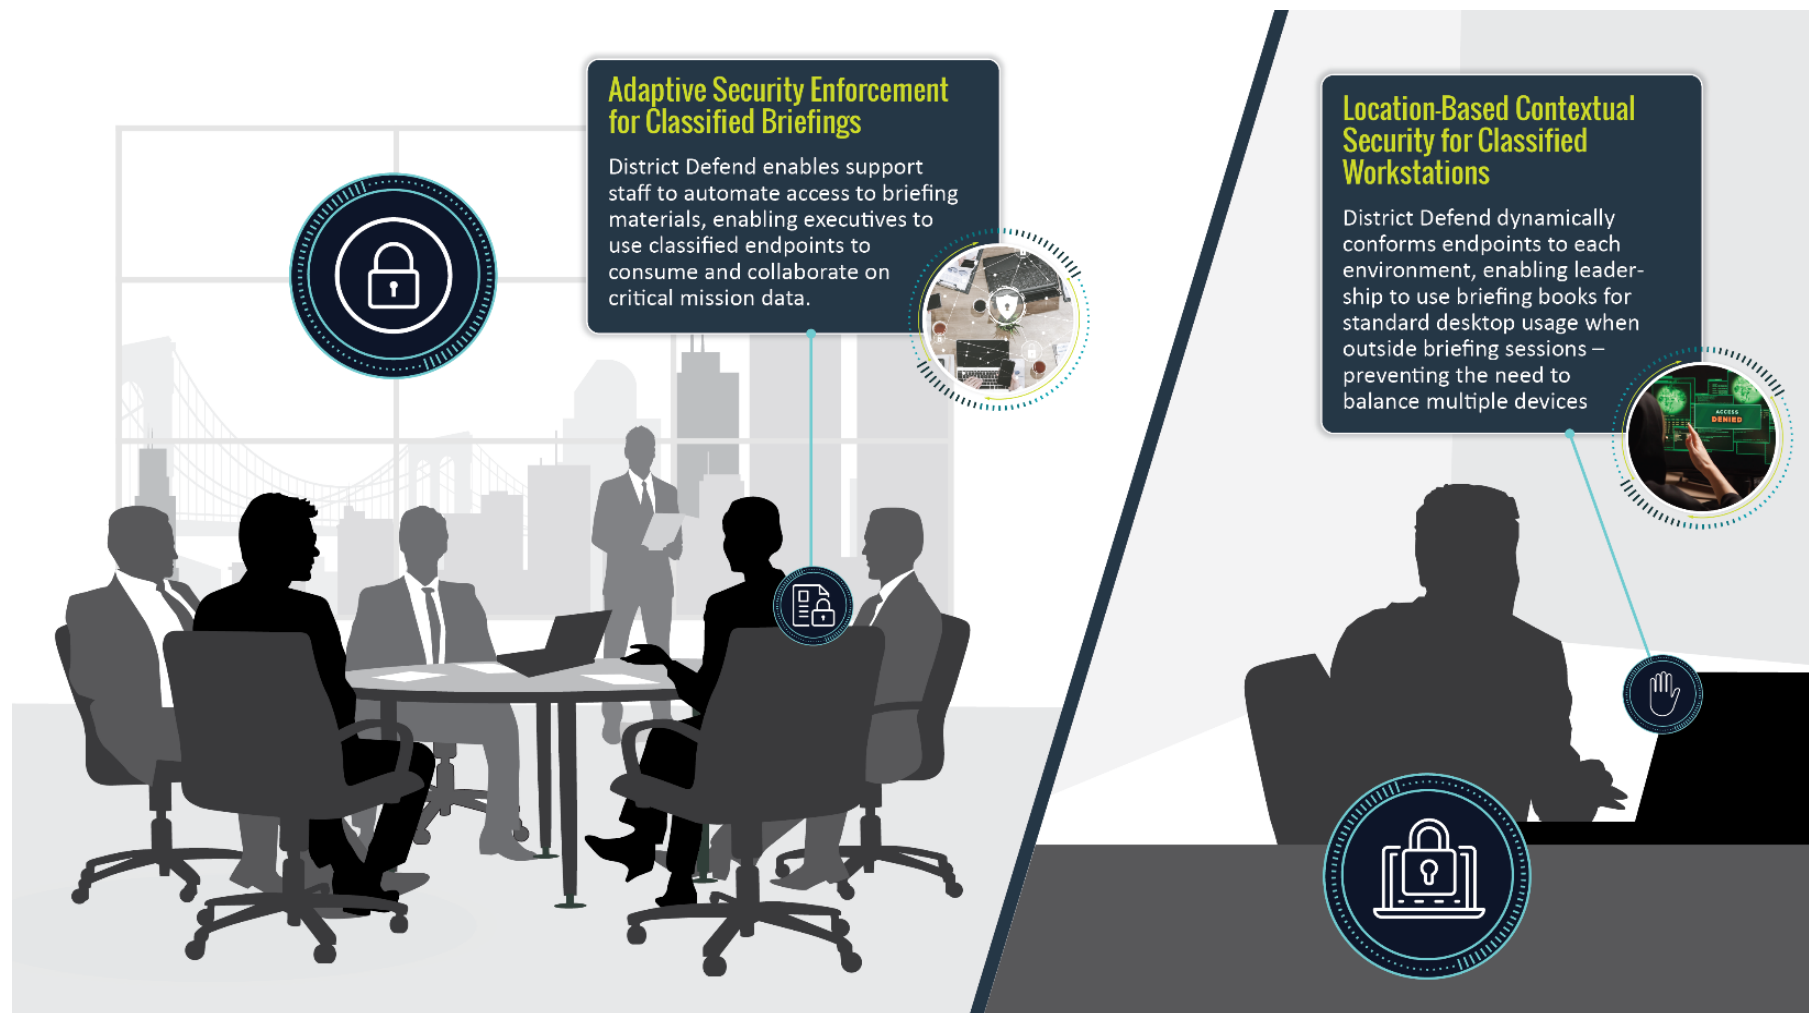 Adaptive Security Enforcement
for Classified Briefings
District Defend enables support
staff to automate access to briefing
materials, enabling executives to
use classified endpoints to
consume and collaborate on
critical mission data.
Location-Based Contextual
Security for Classified
Workstations
District Defend dynamically
conforms endpoints to each
environment, enabling leader-
ship to use briefing books for
standard desktop usage when
outside briefing sessions –
preventing the need to
balance multiple devices
ACCESS
DENIED